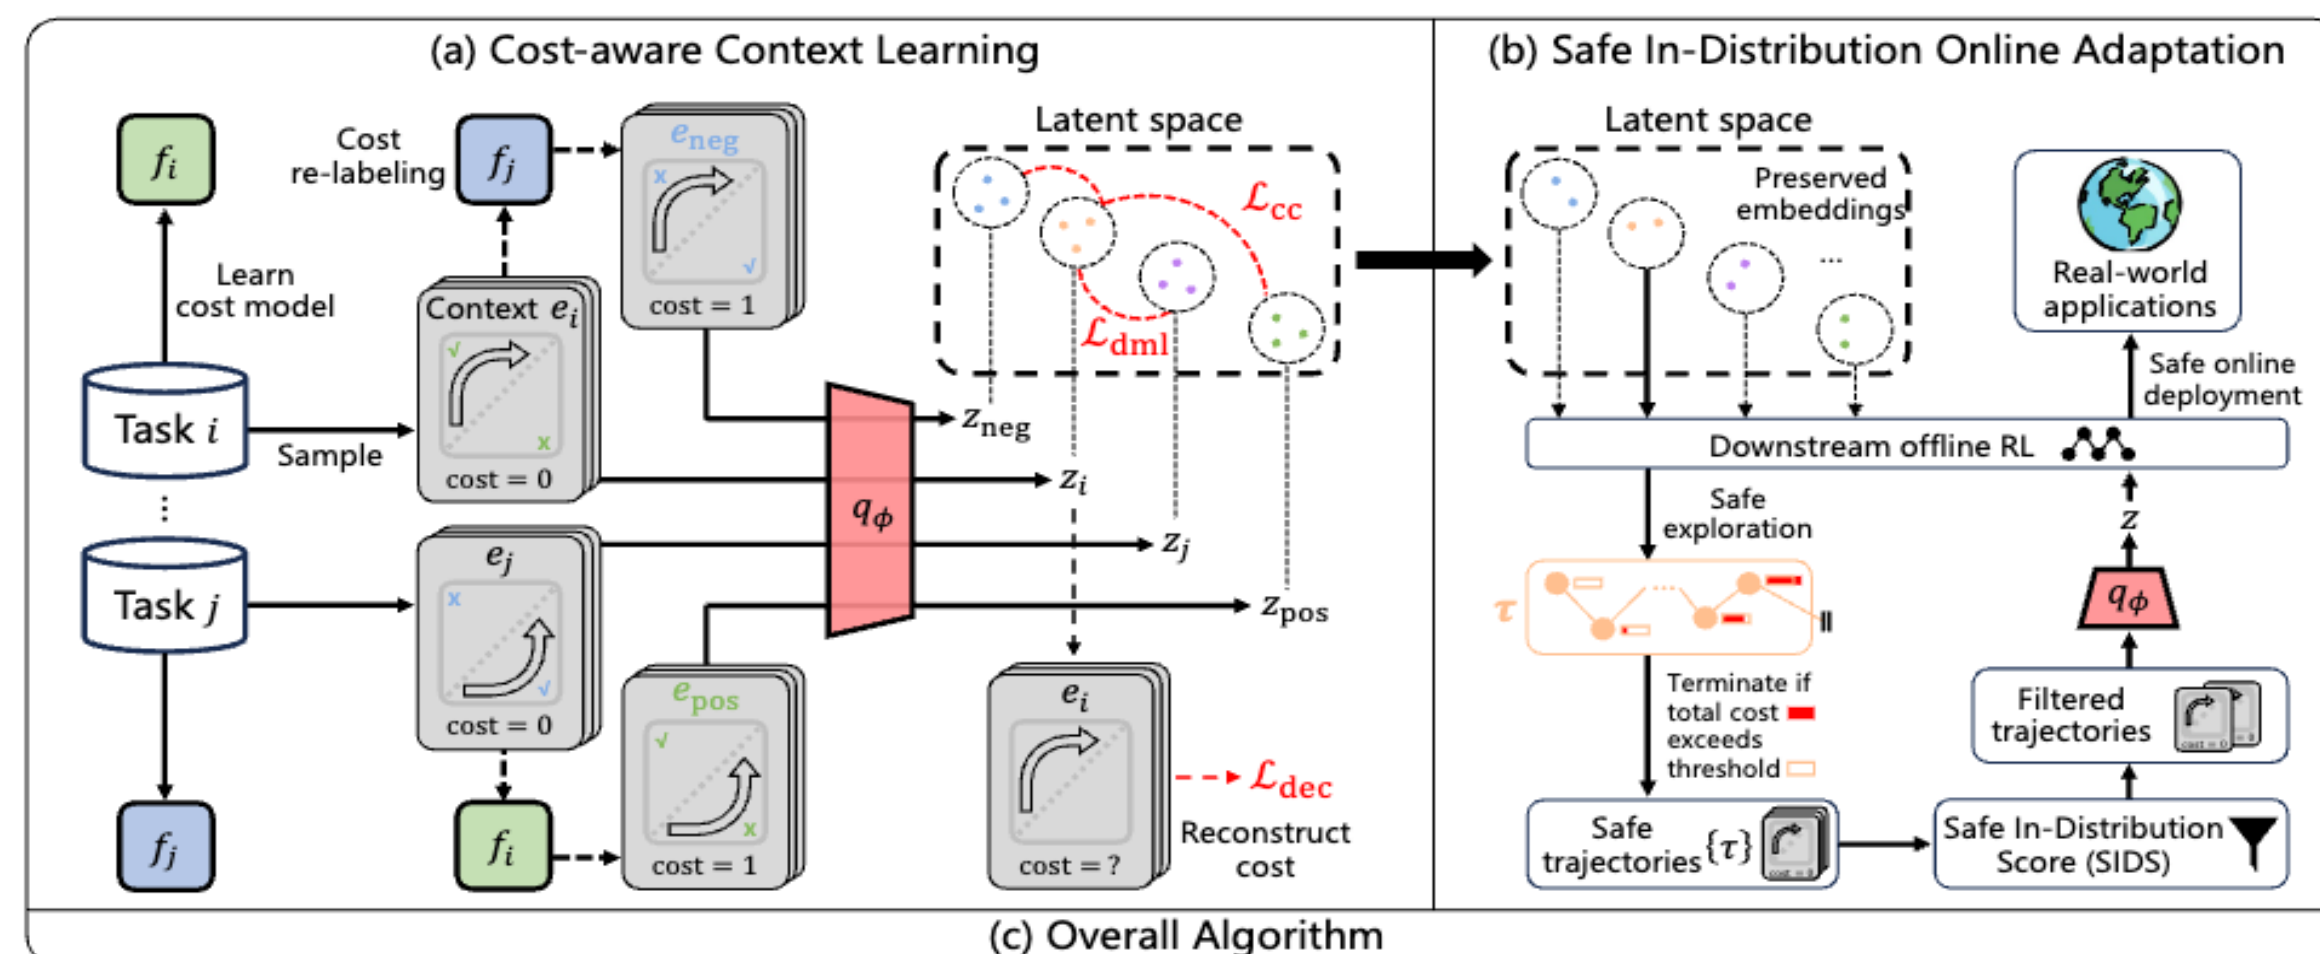 (a) Cost-aware Context Learning
f_i
Learn
cost model
Task i
Sample
⋮
Task j
f_j
Cost
re-labeling
f_j
e_neg
x
√
cost = 1
Context e_i
√
x
cost = 0
e_j
x
√
cost = 0
f_i
e_pos
√
x
cost = 1
q_ϕ
Latent space
ℒ_cc
ℒ_dml
z_neg
z_i
z_j
z_pos
e_i
cost = ?
ℒ_dec
Reconstruct
cost
(b) Safe In-Distribution Online Adaptation
Latent space
Preserved
embeddings
...
Real-world
applications
Safe online
deployment
Downstream offline RL
Safe
exploration
τ
...
Terminate if
total cost
exceeds
threshold
Safe
trajectories {τ}
cost = 0
Safe In-Distribution
Score (SIDS)
Filtered
trajectories
cost = 0
q_ϕ
z
(c) Overall Algorithm